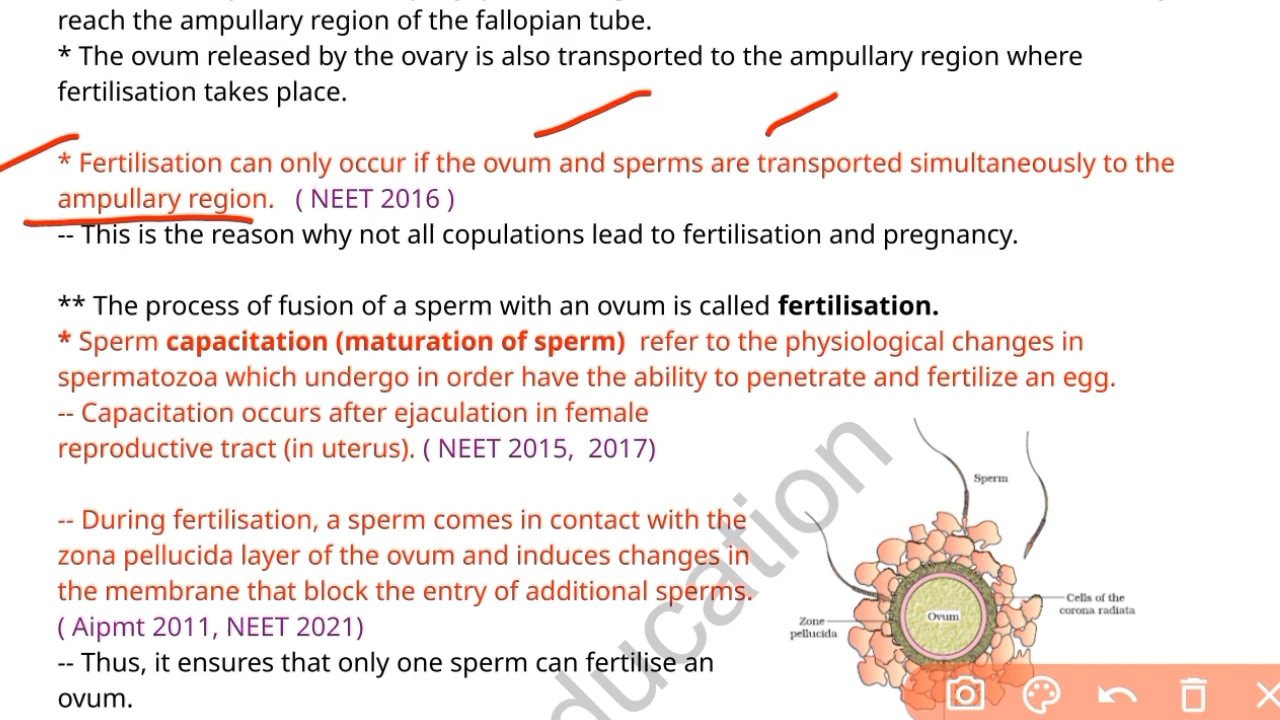 reach the ampullary region of the fallopian tube.
* The ovum released by the ovary is also transported to the ampullary region where
fertilisation takes place.
* Fertilisation can only occur if the ovum and sperms are transported simultaneously to the
ampullary region. ( NEET 2016 )
-- This is the reason why not all copulations lead to fertilisation and pregnancy.
** The process of fusion of a sperm with an ovum is called fertilisation.
* Sperm capacitation (maturation of sperm) refer to the physiological changes in
spermatozoa which undergo in order have the ability to penetrate and fertilize an egg.
-- Capacitation occurs after ejaculation in female
reproductive tract (in uterus). ( NEET 2015, 2017)
-- During fertilisation, a sperm comes in contact with the
zona pellucida layer of the ovum and induces changes in
the membrane that block the entry of additional sperms.
( Aipmt 2011, NEET 2021)
-- Thus, it ensures that only one sperm can fertilise an
ovum.
Sperm
Cells of the
corona radiata
Ovum
Zone
pellucida
ducation